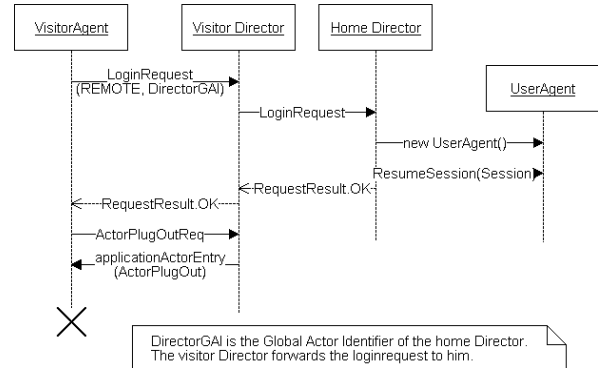 VisitorAgent
Visitor Director
Home Director
UserAgent
LoginRequest
(REMOTE, DirectorGAI)
LoginRequest
new UserAgent()
ResumeSession(Session)
RequestResult.OK
RequestResult.OK
ActorPlugOutReq
applicationActorEntry
(ActorPlugOut)
DirectorGAI is the Global Actor Identifier of the home Director.
The visitor Director forwards the loginrequest to him.